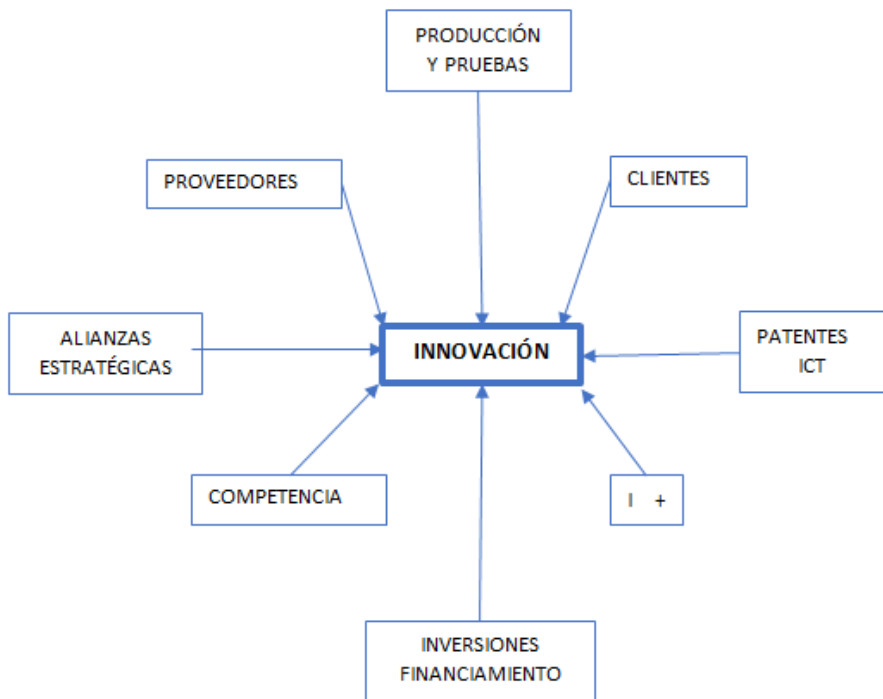 PRODUCCIÓN
Y PRUEBAS
PROVEEDORES
CLIENTES
ALIANZAS
ESTRATÉGICAS
INNOVACIÓN
PATENTES
ICT
COMPETENCIA
I +
INVERSIONES
FINANCIAMIENTO